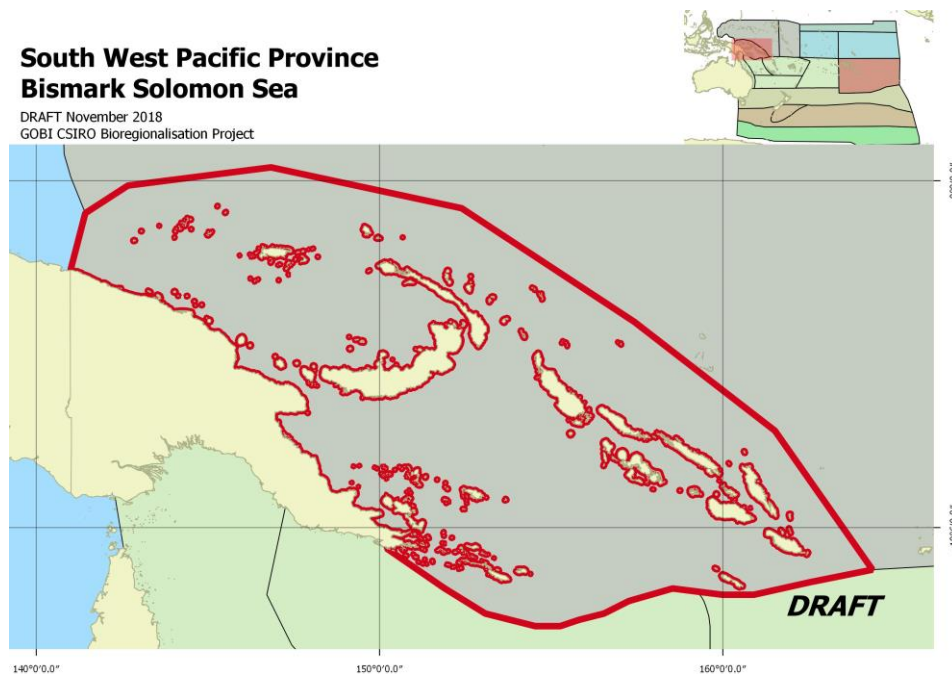 South West Pacific Province
Bismark Solomon Sea
DRAFT November 2018
GOBI CSIRO Bioregionalisation Project
DRAFT
140°0'0.0"
150°0'0.0"
160°0'0.0"